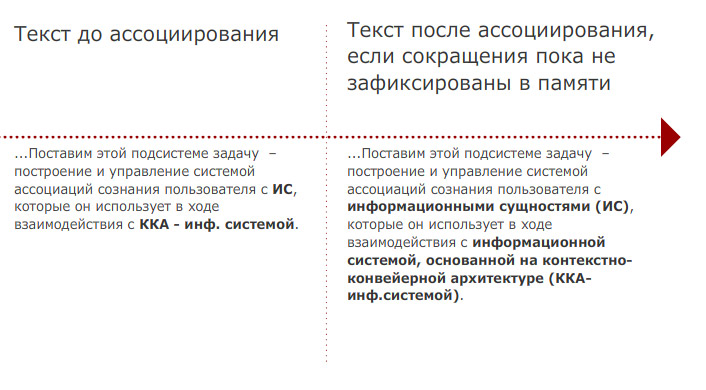 Текст до ассоциирования
Текст после ассоциирования,
если сокращения пока не
зафиксированы в памяти
...Поставим этой подсистеме задачу –
построение и управление системой
ассоциаций сознания пользователя с ИС,
которые он использует в ходе
взаимодействия с ККА - инф. системой.
...Поставим этой подсистеме задачу –
построение и управление системой
ассоциаций сознания пользователя с
информационными сущностями (ИС),
которые он использует в ходе
взаимодействия с информационной
системой, основанной на контекстно-
конвейерной архитектуре (ККА-
инф.системой).